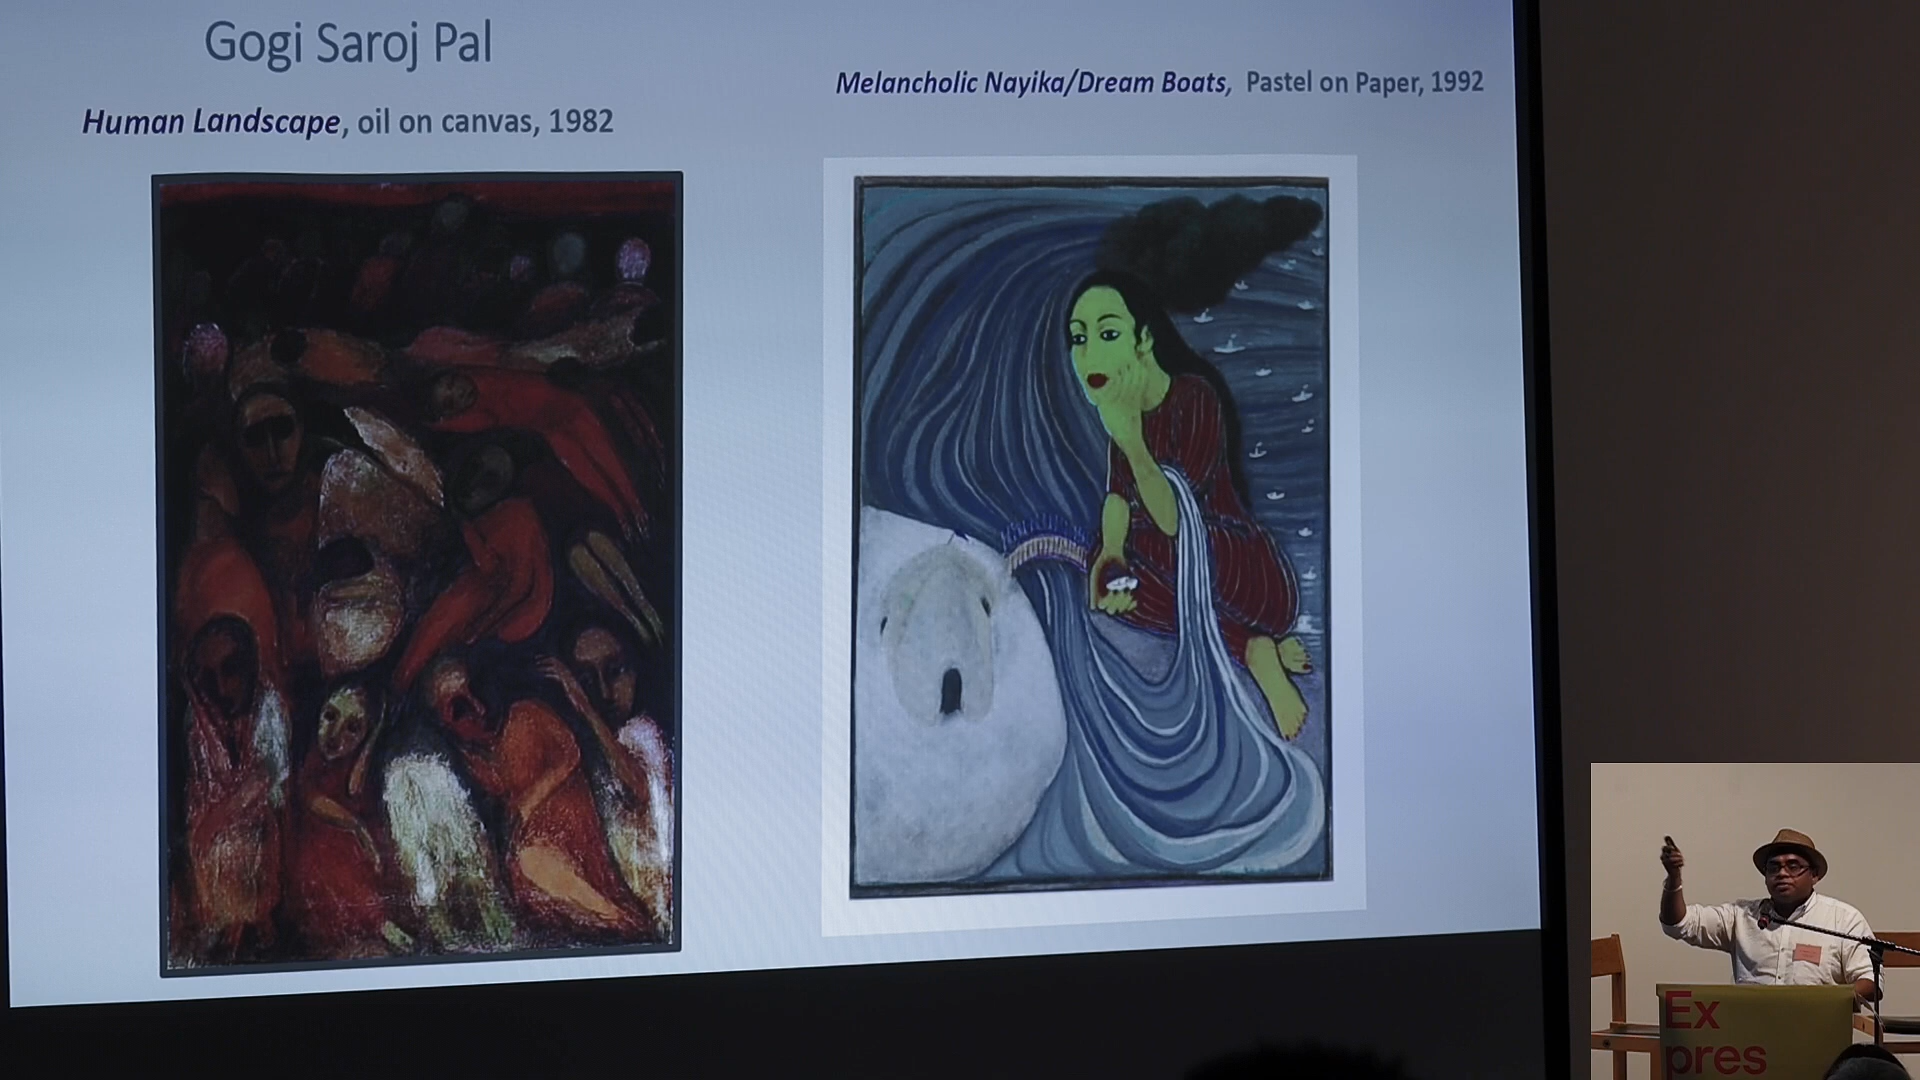 Gogi Saroj Pal
Human Landscape, oil on canvas, 1982
Melancholic Nayika/Dream Boats, Pastel on Paper, 1992
Ex
pres